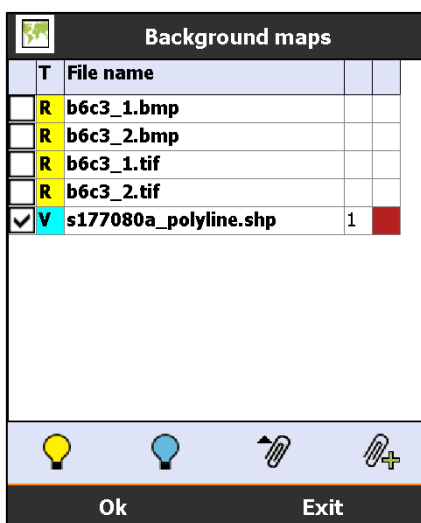 Background maps
T File name
R b6c3_1.bmp
R b6c3_2.bmp
R b6c3_1.tif
R b6c3_2.tif
V s177080a_polyline.shp 1
Ok Exit